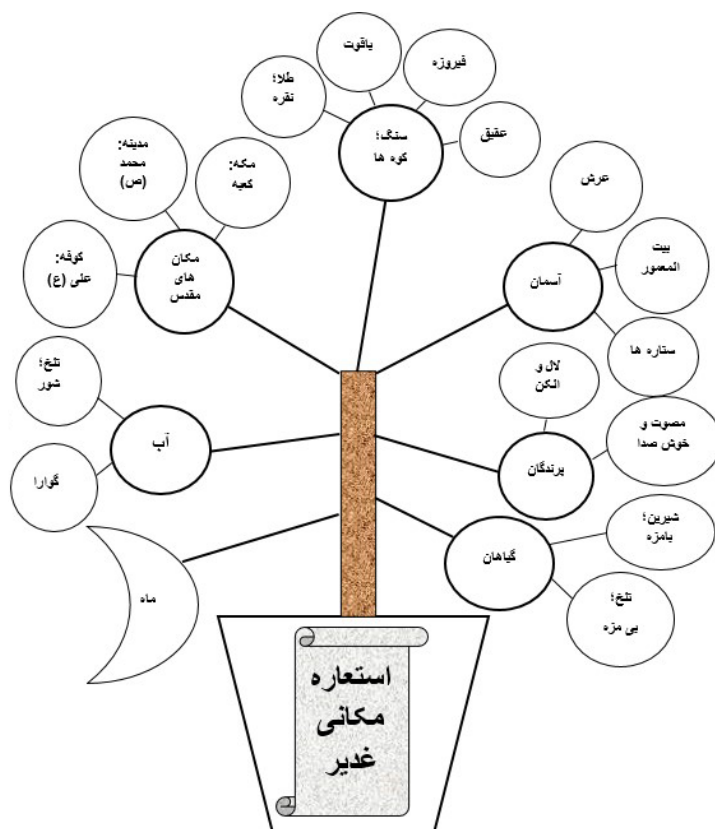 یاقوت
فیروزه
طلا؛
نقره
عقیق
سنگ؛
کوه ها
مدینه:
محمد
(ص)
مکه:
کعبه
کوفه:
علی (ع)
مکان
های
مقدس
عرش
بیت
المعمور
ستاره ها
آسمان
لال و
الکن
مصوت و
خوش صدا
پرندگان
تلخ؛
شور
گوارا
آب
شیرین؛
بامزه
تلخ؛
بی مزه
گیاهان
ماه
استعاره
مکانی
غدیر